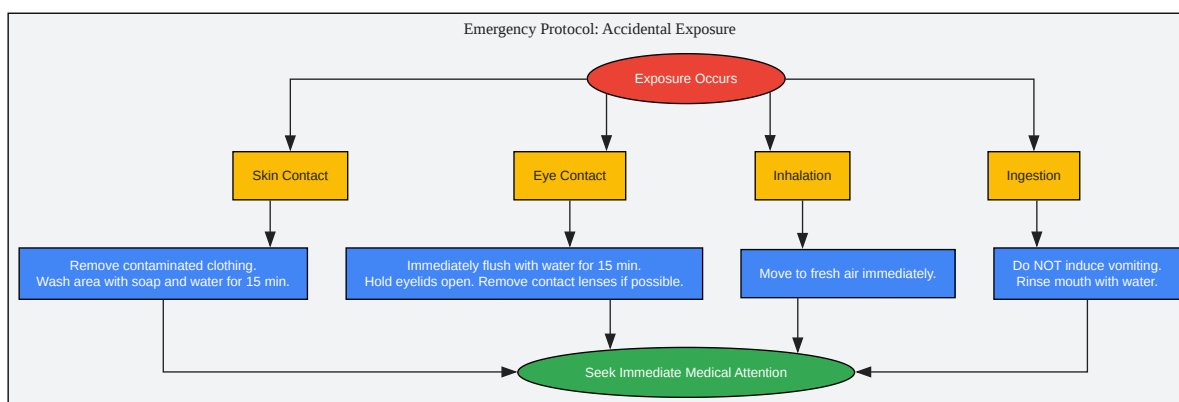 Emergency Protocol: Accidental Exposure
Exposure Occurs
Skin Contact
Eye Contact
Inhalation
Ingestion
Remove contaminated clothing.
Wash area with soap and water for 15 min.
Immediately flush with water for 15 min.
Hold eyelids open. Remove contact lenses if possible.
Move to fresh air immediately.
Do NOT induce vomiting.
Rinse mouth with water.
Seek Immediate Medical Attention